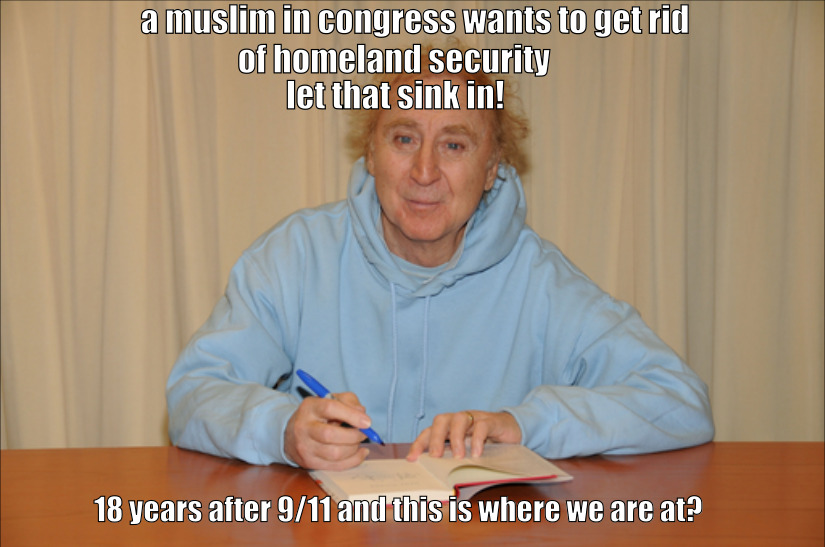 a muslim in congress wants to get rid
of homeland security
let that sink in!
18 years after 9/11 and this is where we are at?